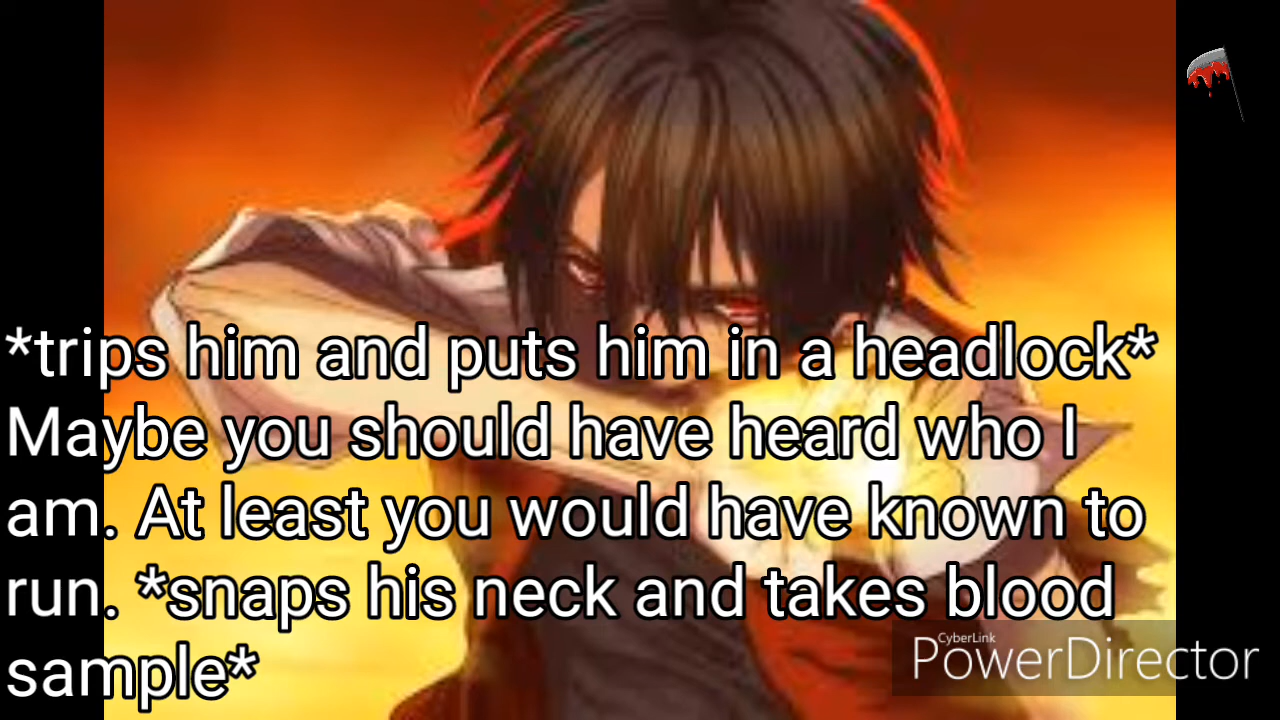 *trips him and puts him in a headlock*
Maybe you should have heard who I
am. At least you would have known to
run. *snaps his neck and takes blood
sample*
CyberLink
PowerDirector